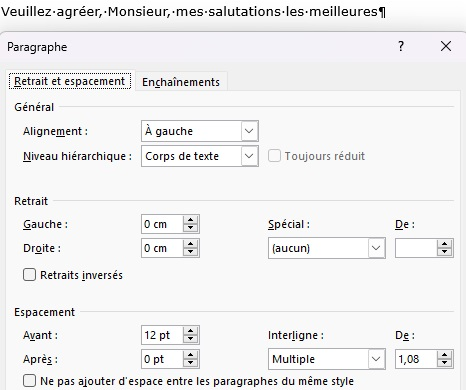 Veuillez·agréer,·Monsieur,·mes·salutations·les·meilleures¶
Paragraphe ? ×
Retrait et espacement Enchaînements
Général
Alignement : À gauche
Niveau hiérarchique : Corps de texte Toujours réduit
Retrait
Gauche : 0 cm Spécial : De :
Droite : 0 cm (aucun)
Retraits inversés
Espacement
Avant : 12 pt Interligne : De :
Après : 0 pt Multiple 1,08
Ne pas ajouter d'espace entre les paragraphes du même style